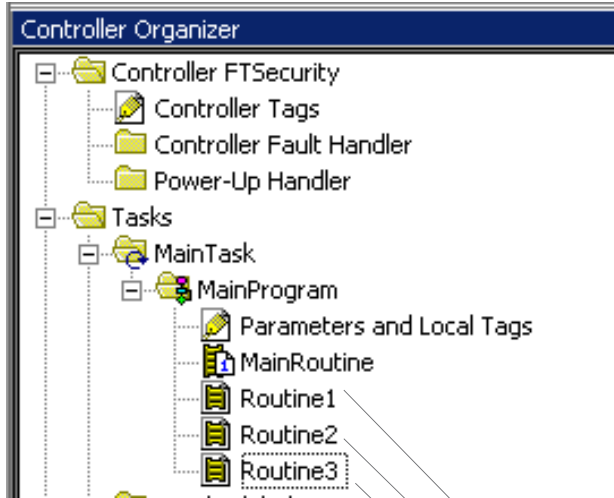 Controller Organizer
Controller FTSecurity
Controller Tags
Controller Fault Handler
Power-Up Handler
Tasks
MainTask
MainProgram
Parameters and Local Tags
MainRoutine
Routine1
Routine2
Routine3